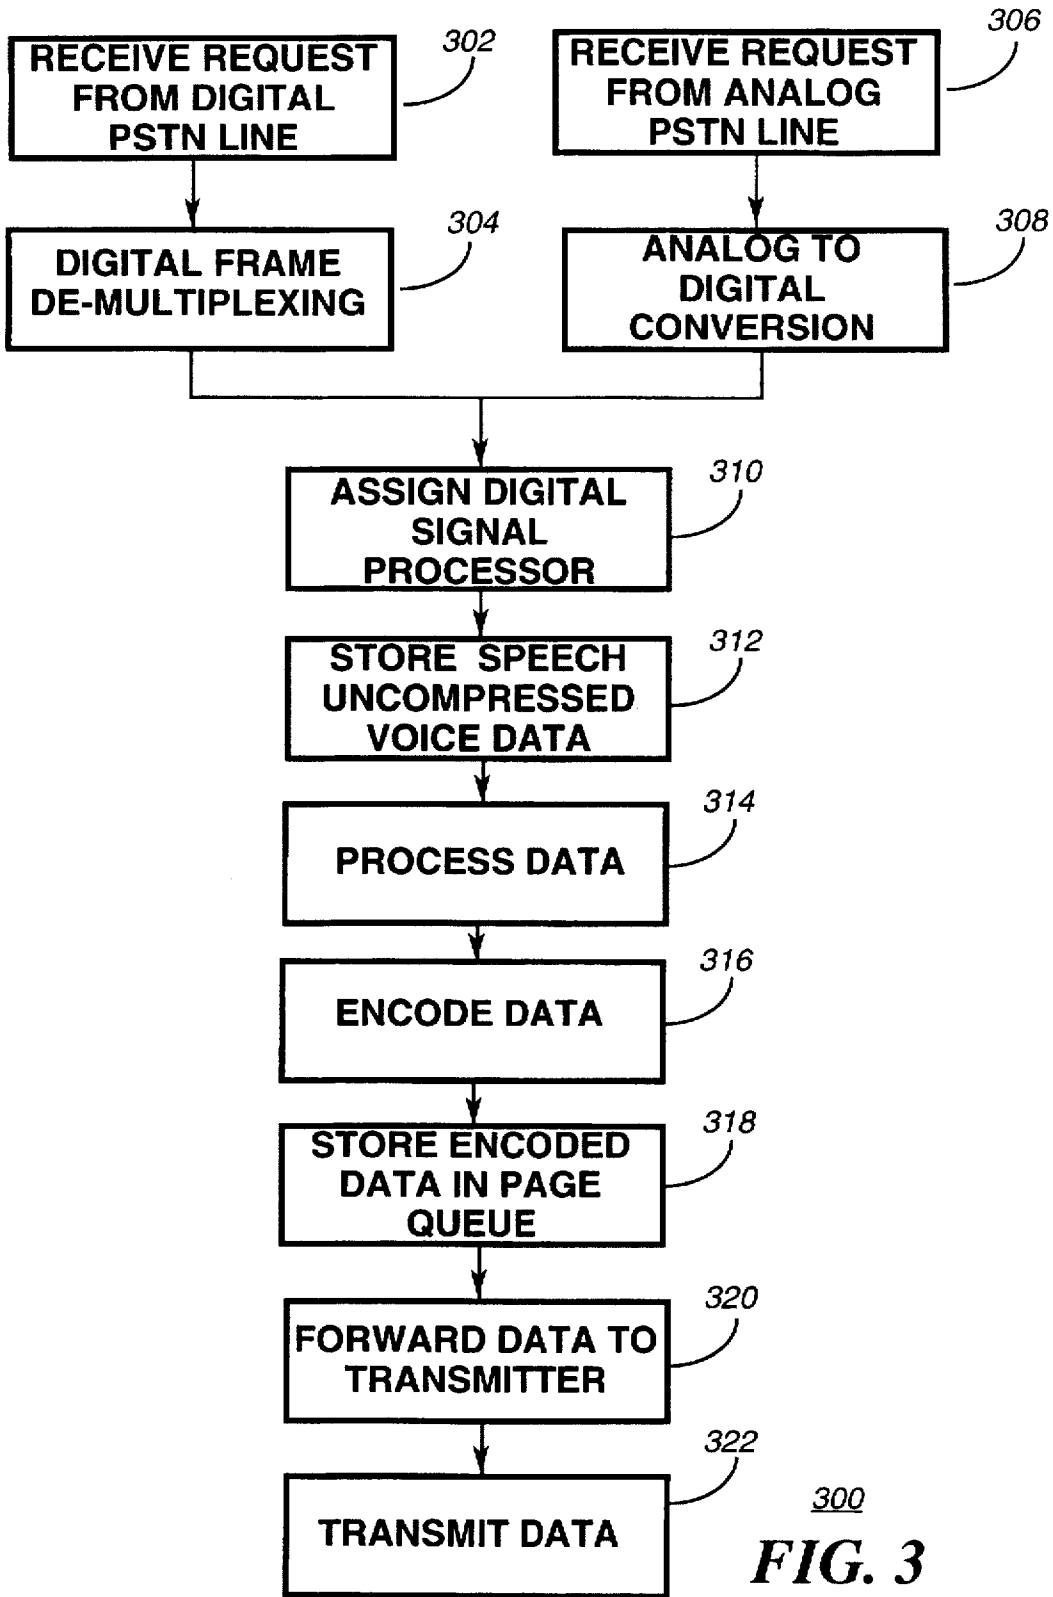 302
RECEIVE REQUEST
FROM DIGITAL
PSTN LINE
306
RECEIVE REQUEST
FROM ANALOG
PSTN LINE
304
DIGITAL FRAME
DE-MULTIPLEXING
308
ANALOG TO
DIGITAL
CONVERSION
310
ASSIGN DIGITAL
SIGNAL
PROCESSOR
312
STORE SPEECH
UNCOMPRESSED
VOICE DATA
314
PROCESS DATA
316
ENCODE DATA
318
STORE ENCODED
DATA IN PAGE
QUEUE
320
FORWARD DATA TO
TRANSMITTER
322
TRANSMIT DATA
300
FIG. 3